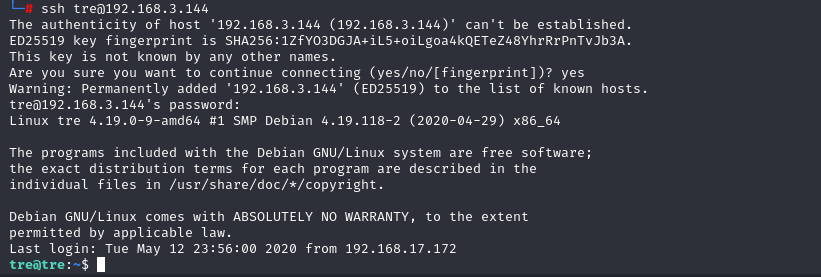 # ssh tre@192.168.3.144
The authenticity of host '192.168.3.144 (192.168.3.144)' can't be established.
ED25519 key fingerprint is SHA256:1ZfYO3DGJA+iL5+oiLgoa4kQETeZ48YhrRrPnTvJb3A.
This key is not known by any other names.
Are you sure you want to continue connecting (yes/no/[fingerprint])? yes
Warning: Permanently added '192.168.3.144' (ED25519) to the list of known hosts.
tre@192.168.3.144's password:
Linux tre 4.19.0-9-amd64 #1 SMP Debian 4.19.118-2 (2020-04-29) x86_64

The programs included with the Debian GNU/Linux system are free software;
the exact distribution terms for each program are described in the
individual files in /usr/share/doc/*/copyright.

Debian GNU/Linux comes with ABSOLUTELY NO WARRANTY, to the extent
permitted by applicable law.
Last login: Tue May 12 23:56:00 2020 from 192.168.17.172
tre@tre:~$